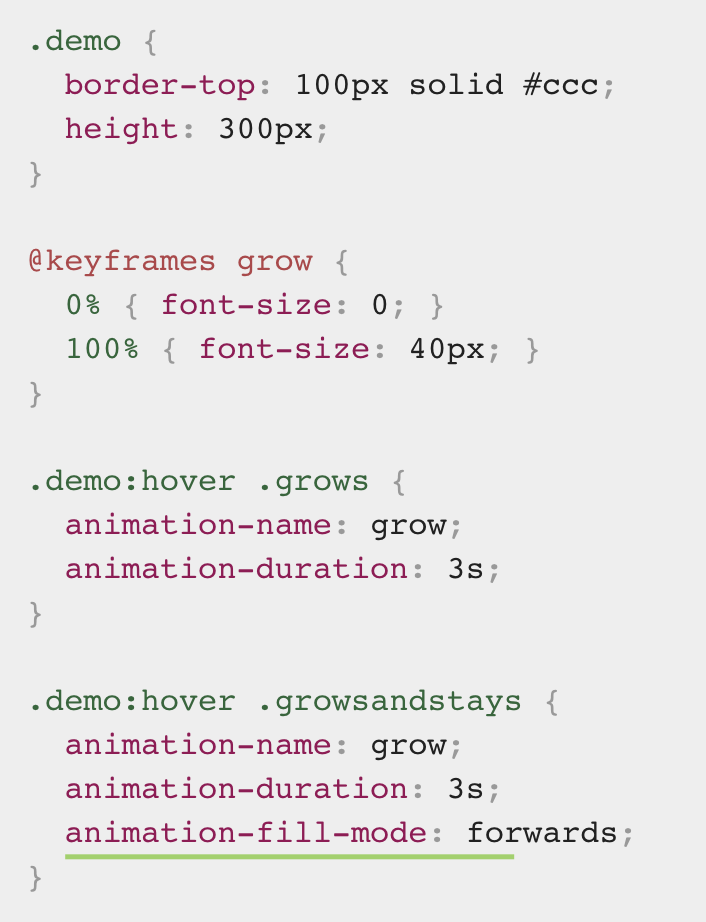 .demo {
  border-top: 100px solid #ccc;
  height: 300px;
}

@keyframes grow {
  0% { font-size: 0; }
  100% { font-size: 40px; }
}

.demo:hover .grows {
  animation-name: grow;
  animation-duration: 3s;
}

.demo:hover .growsandstays {
  animation-name: grow;
  animation-duration: 3s;
  animation-fill-mode: forwards;
}